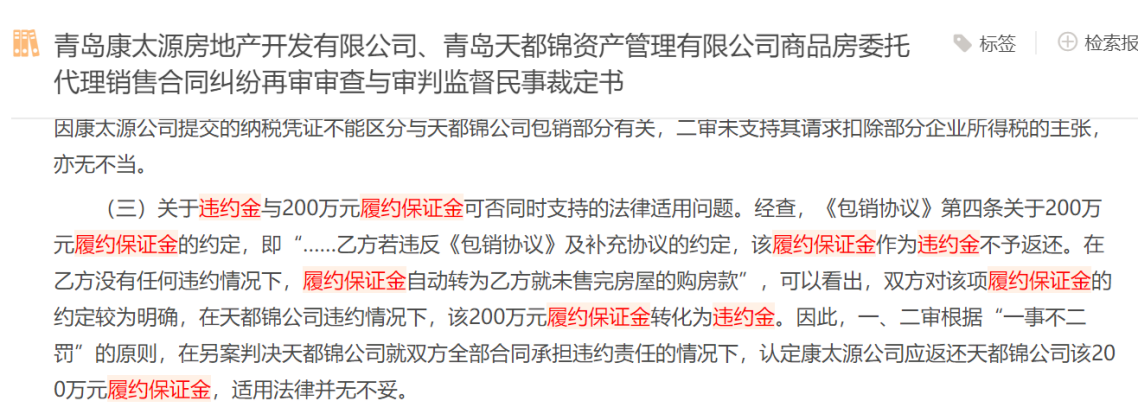 青岛康太源房地产开发有限公司、青岛天都锦资产管理有限公司商品房委托
代理销售合同纠纷再审审查与审判监督民事裁定书
标签
检索报
因康太源公司提交的纳税凭证不能区分与天都锦公司包销部分有关，二审未支持其请求扣除部分企业所得税的主张，
亦无不当。
（三）关于违约金与200万元履约保证金可否同时支持的法律适用问题。经查，《包销协议》第四条关于200万
元履约保证金的约定，即“……乙方若违反《包销协议》及补充协议的约定，该履约保证金作为违约金不予返还。在
乙方没有任何违约情况下，履约保证金自动转为乙方就未售完房屋的购房款”，可以看出，双方对该项履约保证金的
约定较为明确，在天都锦公司违约情况下，该200万元履约保证金转化为违约金。因此，一、二审根据“一事不二
罚”的原则，在另案判决天都锦公司就双方全部合同承担违约责任的情况下，认定康太源公司应返还天都锦公司该20
0万元履约保证金，适用法律并无不妥。